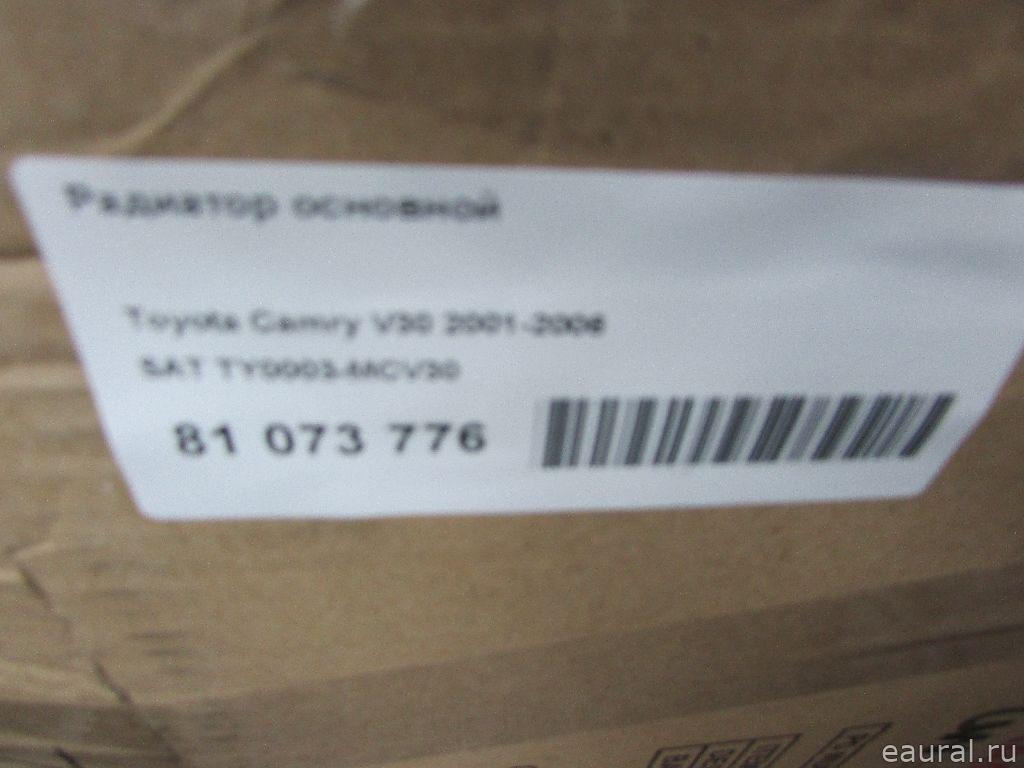 Радиатор основной
Toyota Camry V30 2001-2006
SAT TY0003-MCV30
81 073 776
eaural.ru